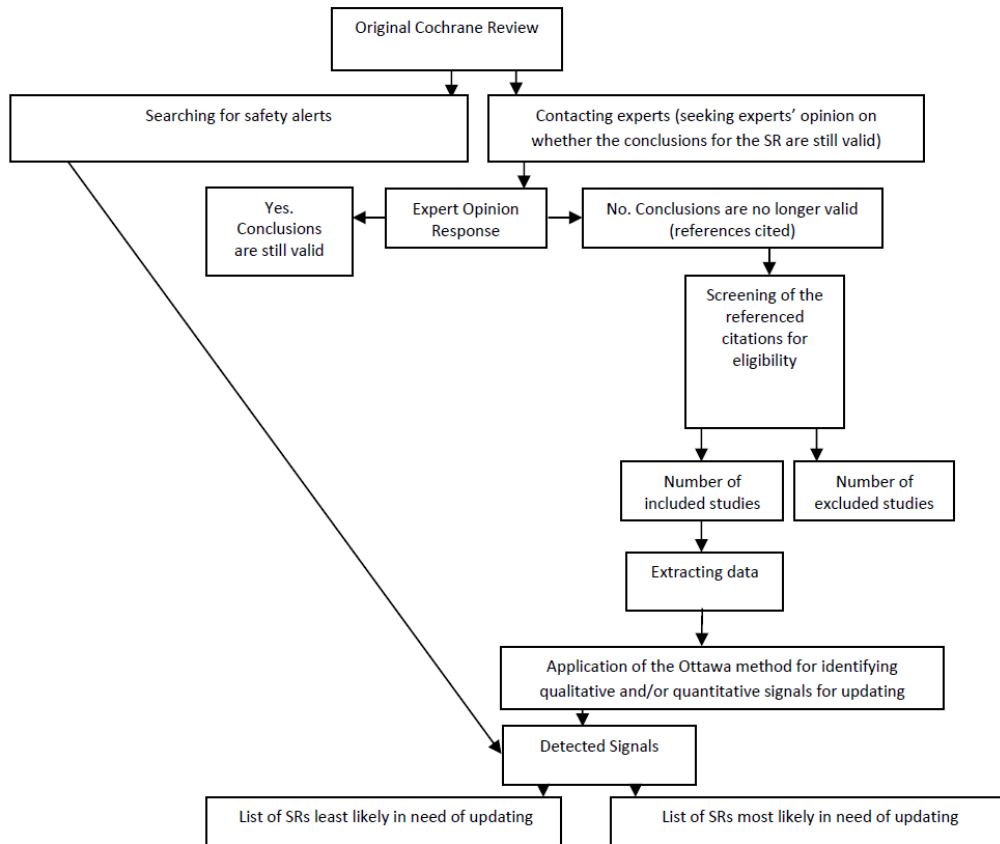 Original Cochrane Review
Searching for safety alerts
Contacting experts (seeking experts’ opinion on
whether the conclusions for the SR are still valid)
Yes.
Conclusions
are still valid
Expert Opinion
Response
No. Conclusions are no longer valid
(references cited)
Screening of the
referenced
citations for
eligibility
Number of
included studies
Number of
excluded studies
Extracting data
Application of the Ottawa method for identifying
qualitative and/or quantitative signals for updating
Detected Signals
List of SRs least likely in need of updating
List of SRs most likely in need of updating